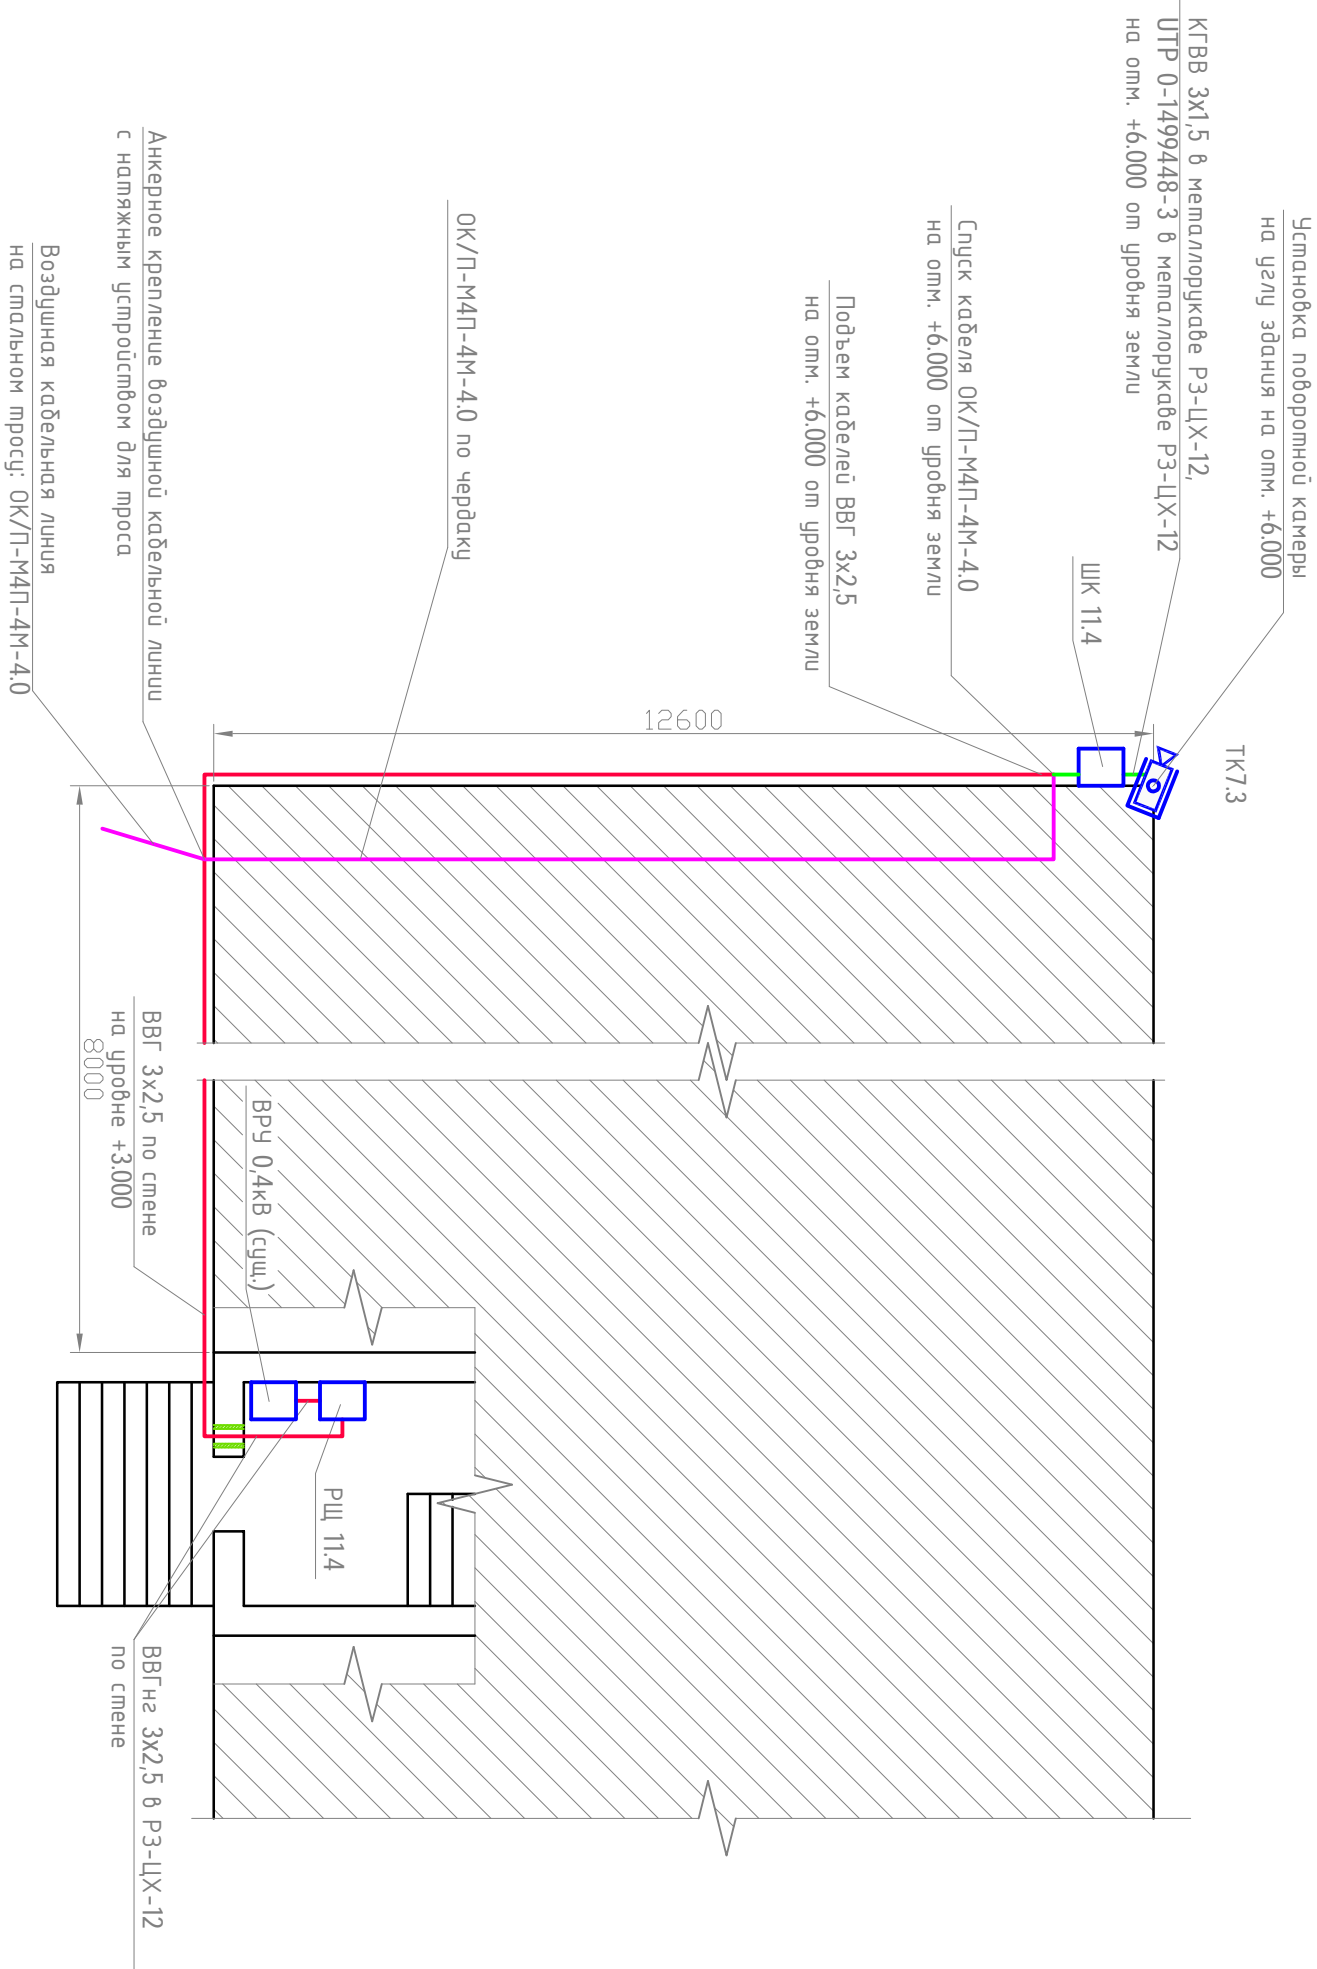 Установка поворотной камеры
на углу здания на отм. +6.000
ТК7.3
КГВВ 3х1,5 в металлорукаве РЗ-ЦХ-12,
UTP 0-1499448-3 в металлорукаве РЗ-ЦХ-12
на отм. +6.000 от уровня земли
ШК 11.4
Спуск кабеля ОК/П-М4П-4М-4.0
на отм. +6.000 от уровня земли
Подъем кабелей ВВГ 3х2,5
на отм. +6.000 от уровня земли
12600
ОК/П-М4П-4М-4.0 по чердаку
Анкерное крепление воздушной кабельной линии
с натяжным устройством для троса
Воздушная кабельная линия
на стальном тросу: ОК/П-М4П-4М-4.0
ВРУ 0,4кВ (сущ.)
ВВГ 3х2,5 по стене
на уровне +3.000
8000
РЩ 11.4
ВВГнг 3х2,5 в РЗ-ЦХ-12
по стене